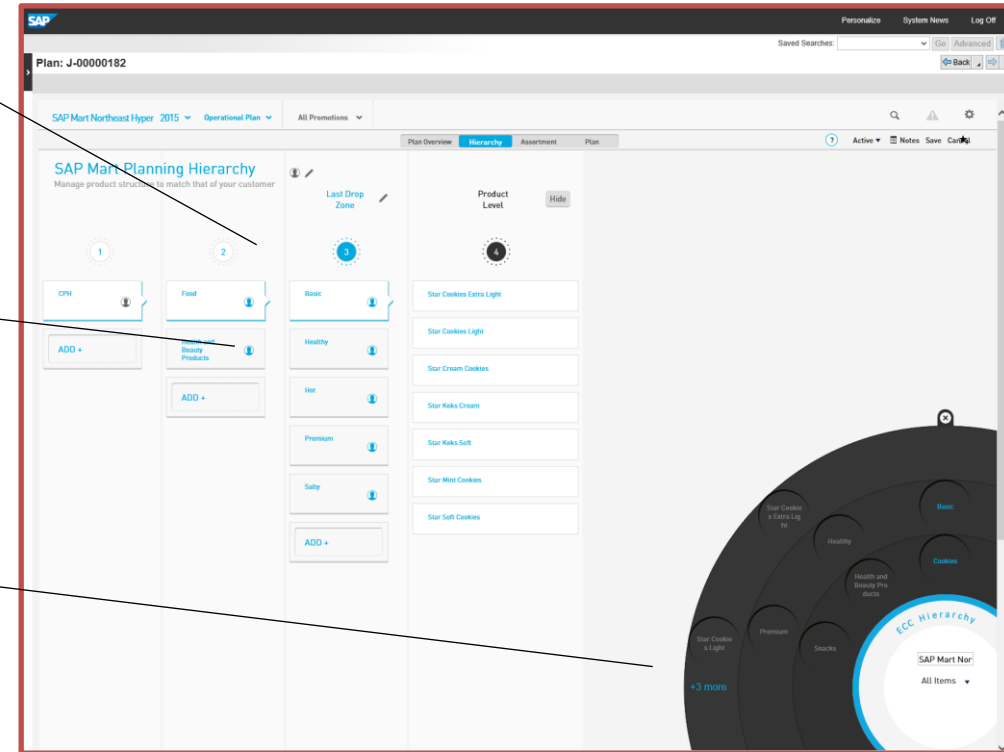 SAP
Personalize System News Log Off
Saved Searches: Go Advanced
Plan: J-00000182
Back
SAP Mart Northeast Hyper 2015 Operational Plan All Promotions
Plan Overview Hierarchy Assortment Plan
? Active Notes Save Cancel
SAP Mart Planning Hierarchy
Manage product structure to match that of your customer
Last Drop
Zone
Product
Level
Hide
1 2 3 4
CPH
ADD +
Food
Health and
Beauty
Products
ADD +
Basic
Healthy
Hot
Premium
Salty
ADD +
Star Cookies Extra Light
Star Cookies Light
Star Cream Cookies
Star Keks Cream
Star Keks Soft
Star Mint Cookies
Star Soft Cookies
Star Cookie
s Extra Lig
ht
Healthy
Basic
Health and
Beauty Pro
ducts
Cookies
Star Cookie
s Light
Premium
Snacks
+3 more
ECC Hierarchy
SAP Mart Nor
All Items